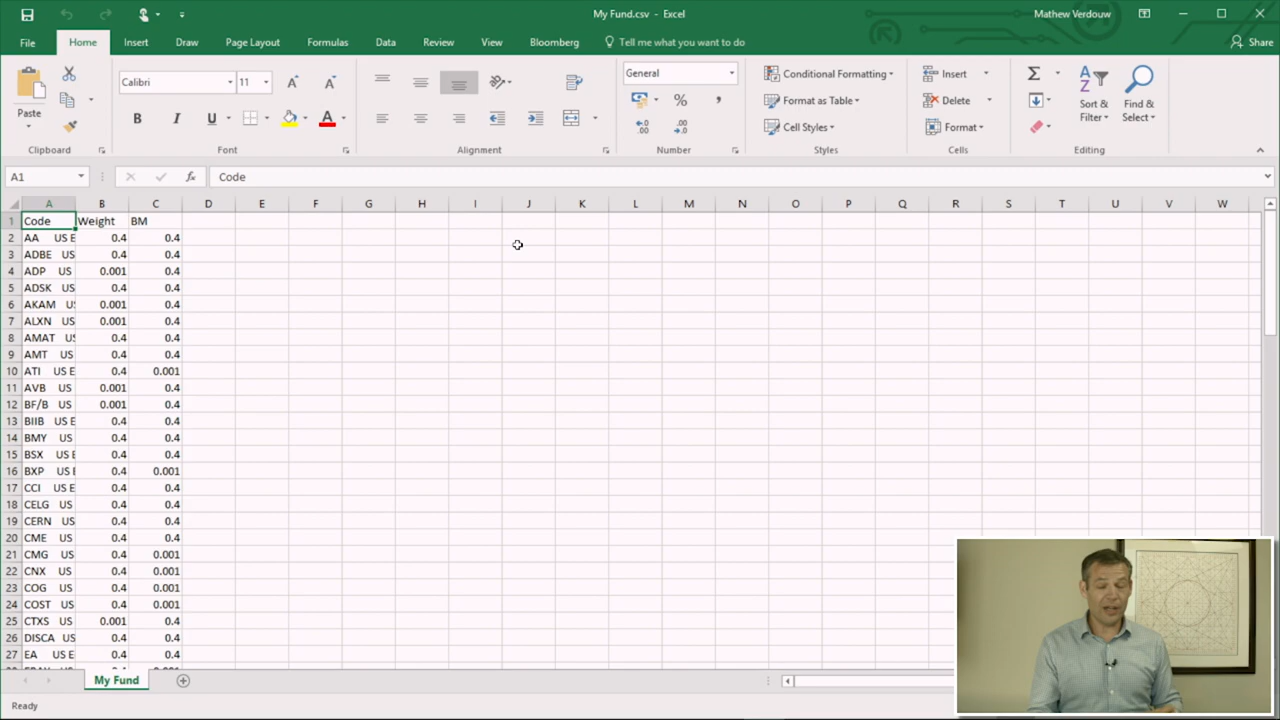 My Fund.csv - Excel
Mathew Verdouw
File Home Insert Draw Page Layout Formulas Data Review View Bloomberg Tell me what you want to do Share
Paste
Clipboard
Calibri 11
B I U A
Font
Alignment
General
% ,
Number
Conditional Formatting
Format as Table
Cell Styles
Styles
Insert
Delete
Format
Cells
Sort & Filter
Find & Select
Editing
A1 fx Code
A B C D E F G H I J K L M N O P Q R S T U V W
1 Code Weight BM
2 AA US E 0.4 0.4
3 ADBE US 0.4 0.4
4 ADP US 0.001 0.4
5 ADSK US 0.4 0.4
6 AKAM US 0.001 0.4
7 ALXN US 0.001 0.4
8 AMAT US 0.4 0.4
9 AMT US 0.4 0.4
10 ATI US E 0.4 0.001
11 AVB US 0.001 0.4
12 BF/B US 0.001 0.4
13 BIIB US E 0.4 0.4
14 BMY US 0.4 0.4
15 BSX US 0.4 0.4
16 BXP US E 0.4 0.001
17 CCI US E 0.4 0.4
18 CELG US 0.4 0.4
19 CERN US 0.4 0.4
20 CME US 0.4 0.4
21 CMG US 0.4 0.001
22 CNX US 0.4 0.001
23 COG US 0.4 0.001
24 COST US 0.4 0.001
25 CTXS US 0.001 0.4
26 DISCA US 0.4 0.4
27 EA US E 0.4 0.4
My Fund
Ready